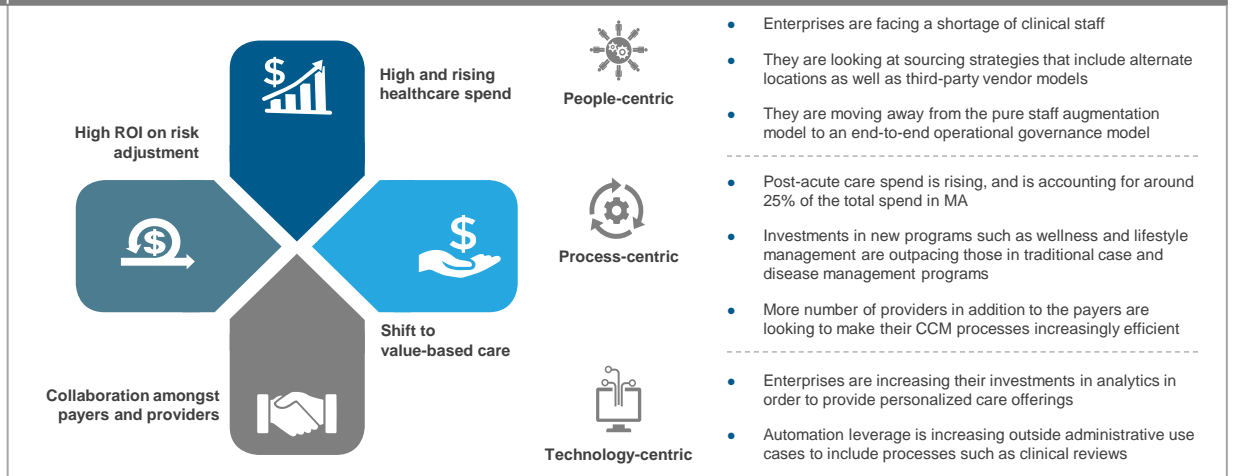 High and rising
healthcare spend
High ROI on risk
adjustment
$
$
$
Shift to
value-based care
Collaboration amongst
payers and providers
People-centric
• Enterprises are facing a shortage of clinical staff
• They are looking at sourcing strategies that include alternate
locations as well as third-party vendor models
• They are moving away from the pure staff augmentation
model to an end-to-end operational governance model
Process-centric
• Post-acute care spend is rising, and is accounting for around
25% of the total spend in MA
• Investments in new programs such as wellness and lifestyle
management are outpacing those in traditional case and
disease management programs
• More number of providers in addition to the payers are
looking to make their CCM processes increasingly efficient
Technology-centric
• Enterprises are increasing their investments in analytics in
order to provide personalized care offerings
• Automation leverage is increasing outside administrative use
cases to include processes such as clinical reviews